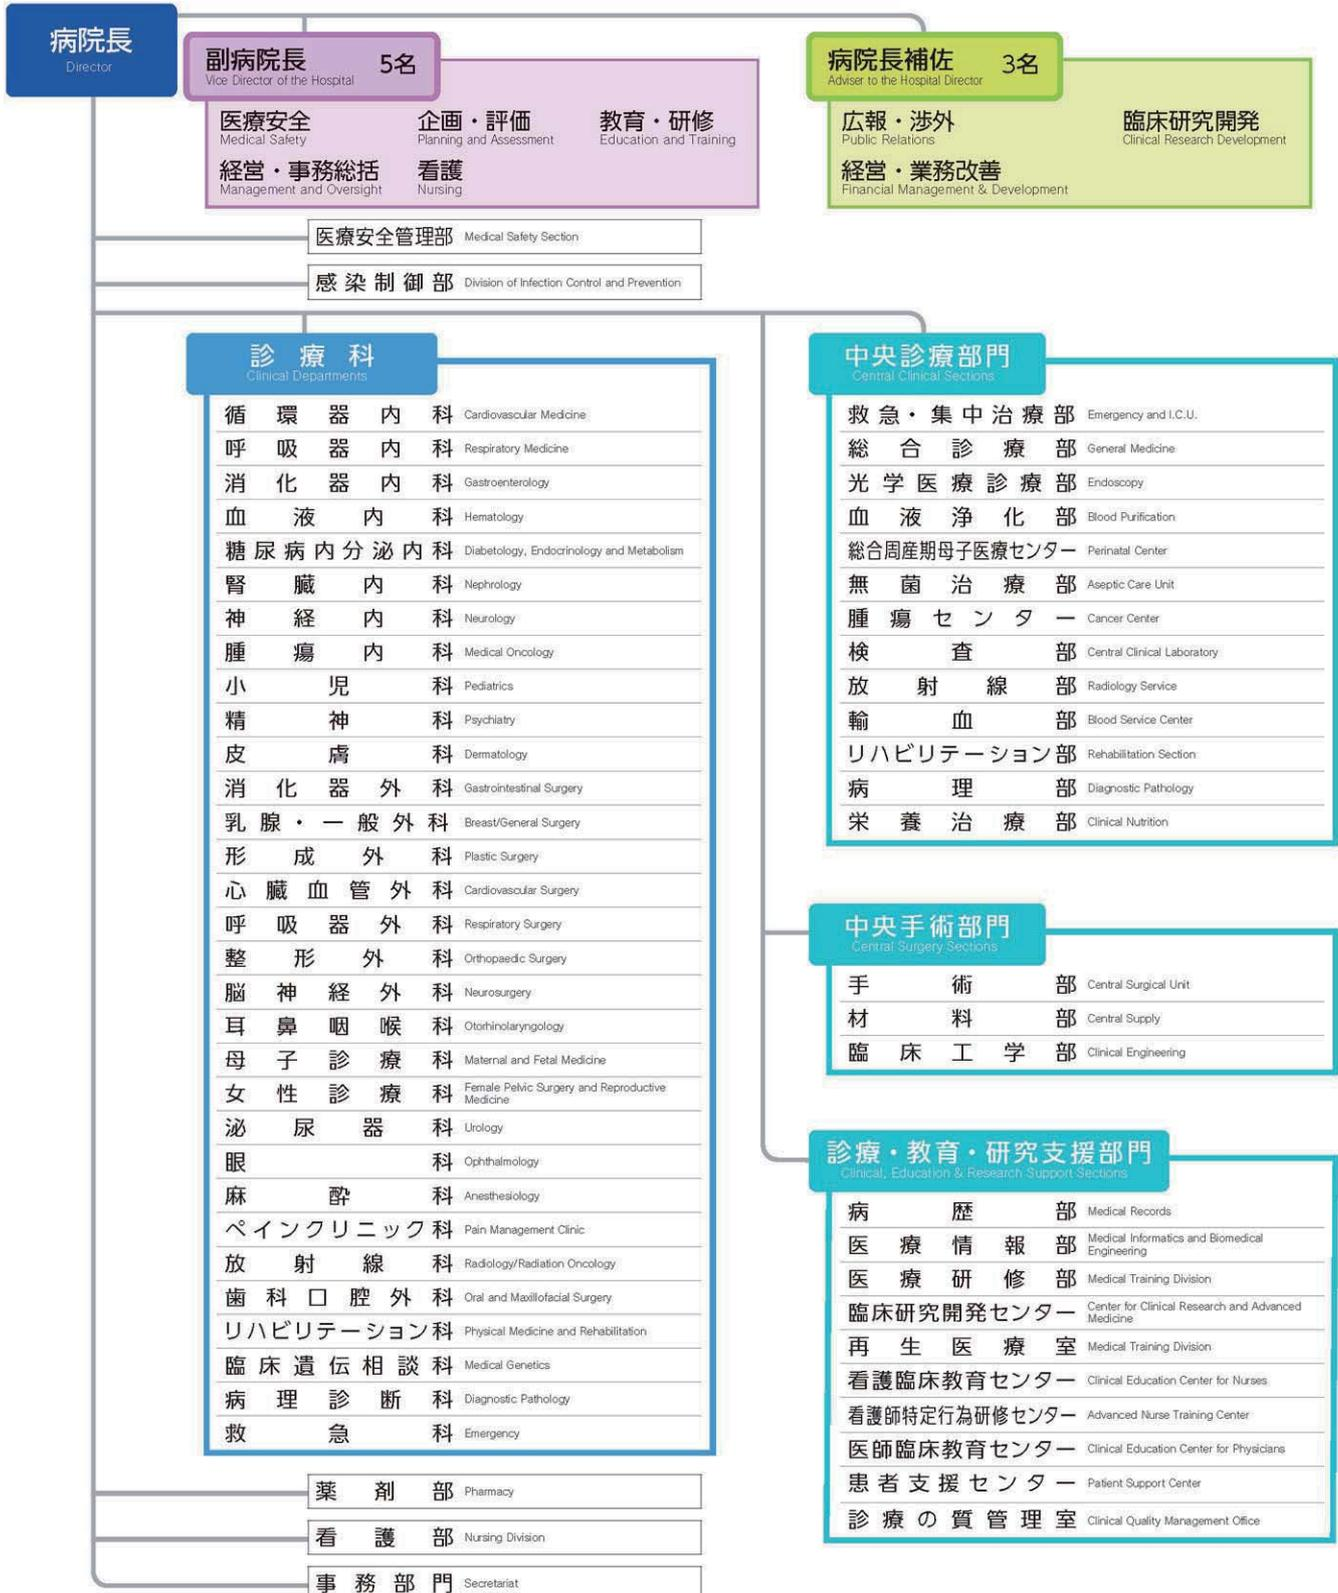 病院長
Director
副病院長 5名
Vice Director of the Hospital
医療安全
Medical Safety
企画・評価
Planning and Assessment
教育・研修
Education and Training
経営・事務総括
Management and Oversight
看護
Nursing
病院長補佐 3名
Adviser to the Hospital Director
広報・渉外
Public Relations
臨床研究開発
Clinical Research Development
経営・業務改善
Financial Management & Development
医療安全管理部 Medical Safety Section
感染制御部 Division of Infection Control and Prevention
診療科
Clinical Departments
循環器内科 Cardiovascular Medicine
呼吸器内科 Respiratory Medicine
消化器内科 Gastroenterology
血液内科 Hematology
糖尿病内分泌内科 Diabetology, Endocrinology and Metabolism
腎臓内科 Nephrology
神経内科 Neurology
腫瘍内科 Medical Oncology
小児科 Pediatrics
精神科 Psychiatry
皮膚科 Dermatology
消化器外科 Gastrointestinal Surgery
乳腺・一般外科 Breast/General Surgery
形成外科 Plastic Surgery
心臓血管外科 Cardiovascular Surgery
呼吸器外科 Respiratory Surgery
整形外科 Orthopaedic Surgery
脳神経外科 Neurosurgery
耳鼻咽喉科 Otorhinolaryngology
母子診療科 Maternal and Fetal Medicine
女性診療科 Female Pelvic Surgery and Reproductive
Medicine
泌尿器科 Urology
眼科 Ophthalmology
麻酔科 Anesthesiology
ペインクリニック科 Pain Management Clinic
放射線科 Radiology/Radiation Oncology
歯科口腔外科 Oral and Maxillofacial Surgery
リハビリテーション科 Physical Medicine and Rehabilitation
臨床遺伝相談科 Medical Genetics
病理診断科 Diagnostic Pathology
救急科 Emergency
薬剤部 Pharmacy
看護部 Nursing Division
事務部門 Secretariat
中央診療部門
Central Clinical Sections
救急・集中治療部 Emergency and I.C.U.
総合診療部 General Medicine
光学医療診療部 Endoscopy
血液浄化部 Blood Purification
総合周産期母子医療センター Perinatal Center
無菌治療部 Aseptic Care Unit
腫瘍センター Cancer Center
検査部 Central Clinical Laboratory
放射線部 Radiology Service
輸血部 Blood Service Center
リハビリテーション部 Rehabilitation Section
病理部 Diagnostic Pathology
栄養治療部 Clinical Nutrition
中央手術部門
Central Surgery Sections
手術部 Central Surgical Unit
材料部 Central Supply
臨床工学部 Clinical Engineering
診療・教育・研究支援部門
Clinical, Education & Research Support Sections
病歴部 Medical Records
医療情報部 Medical Informatics and Biomedical
Engineering
医療研修部 Medical Training Division
臨床研究開発センター Center for Clinical Research and Advanced
Medicine
再生医療室 Medical Training Division
看護臨床教育センター Clinical Education Center for Nurses
看護師特定行為研修センター Advanced Nurse Training Center
医師臨床教育センター Clinical Education Center for Physicians
患者支援センター Patient Support Center
診療の質管理室 Clinical Quality Management Office